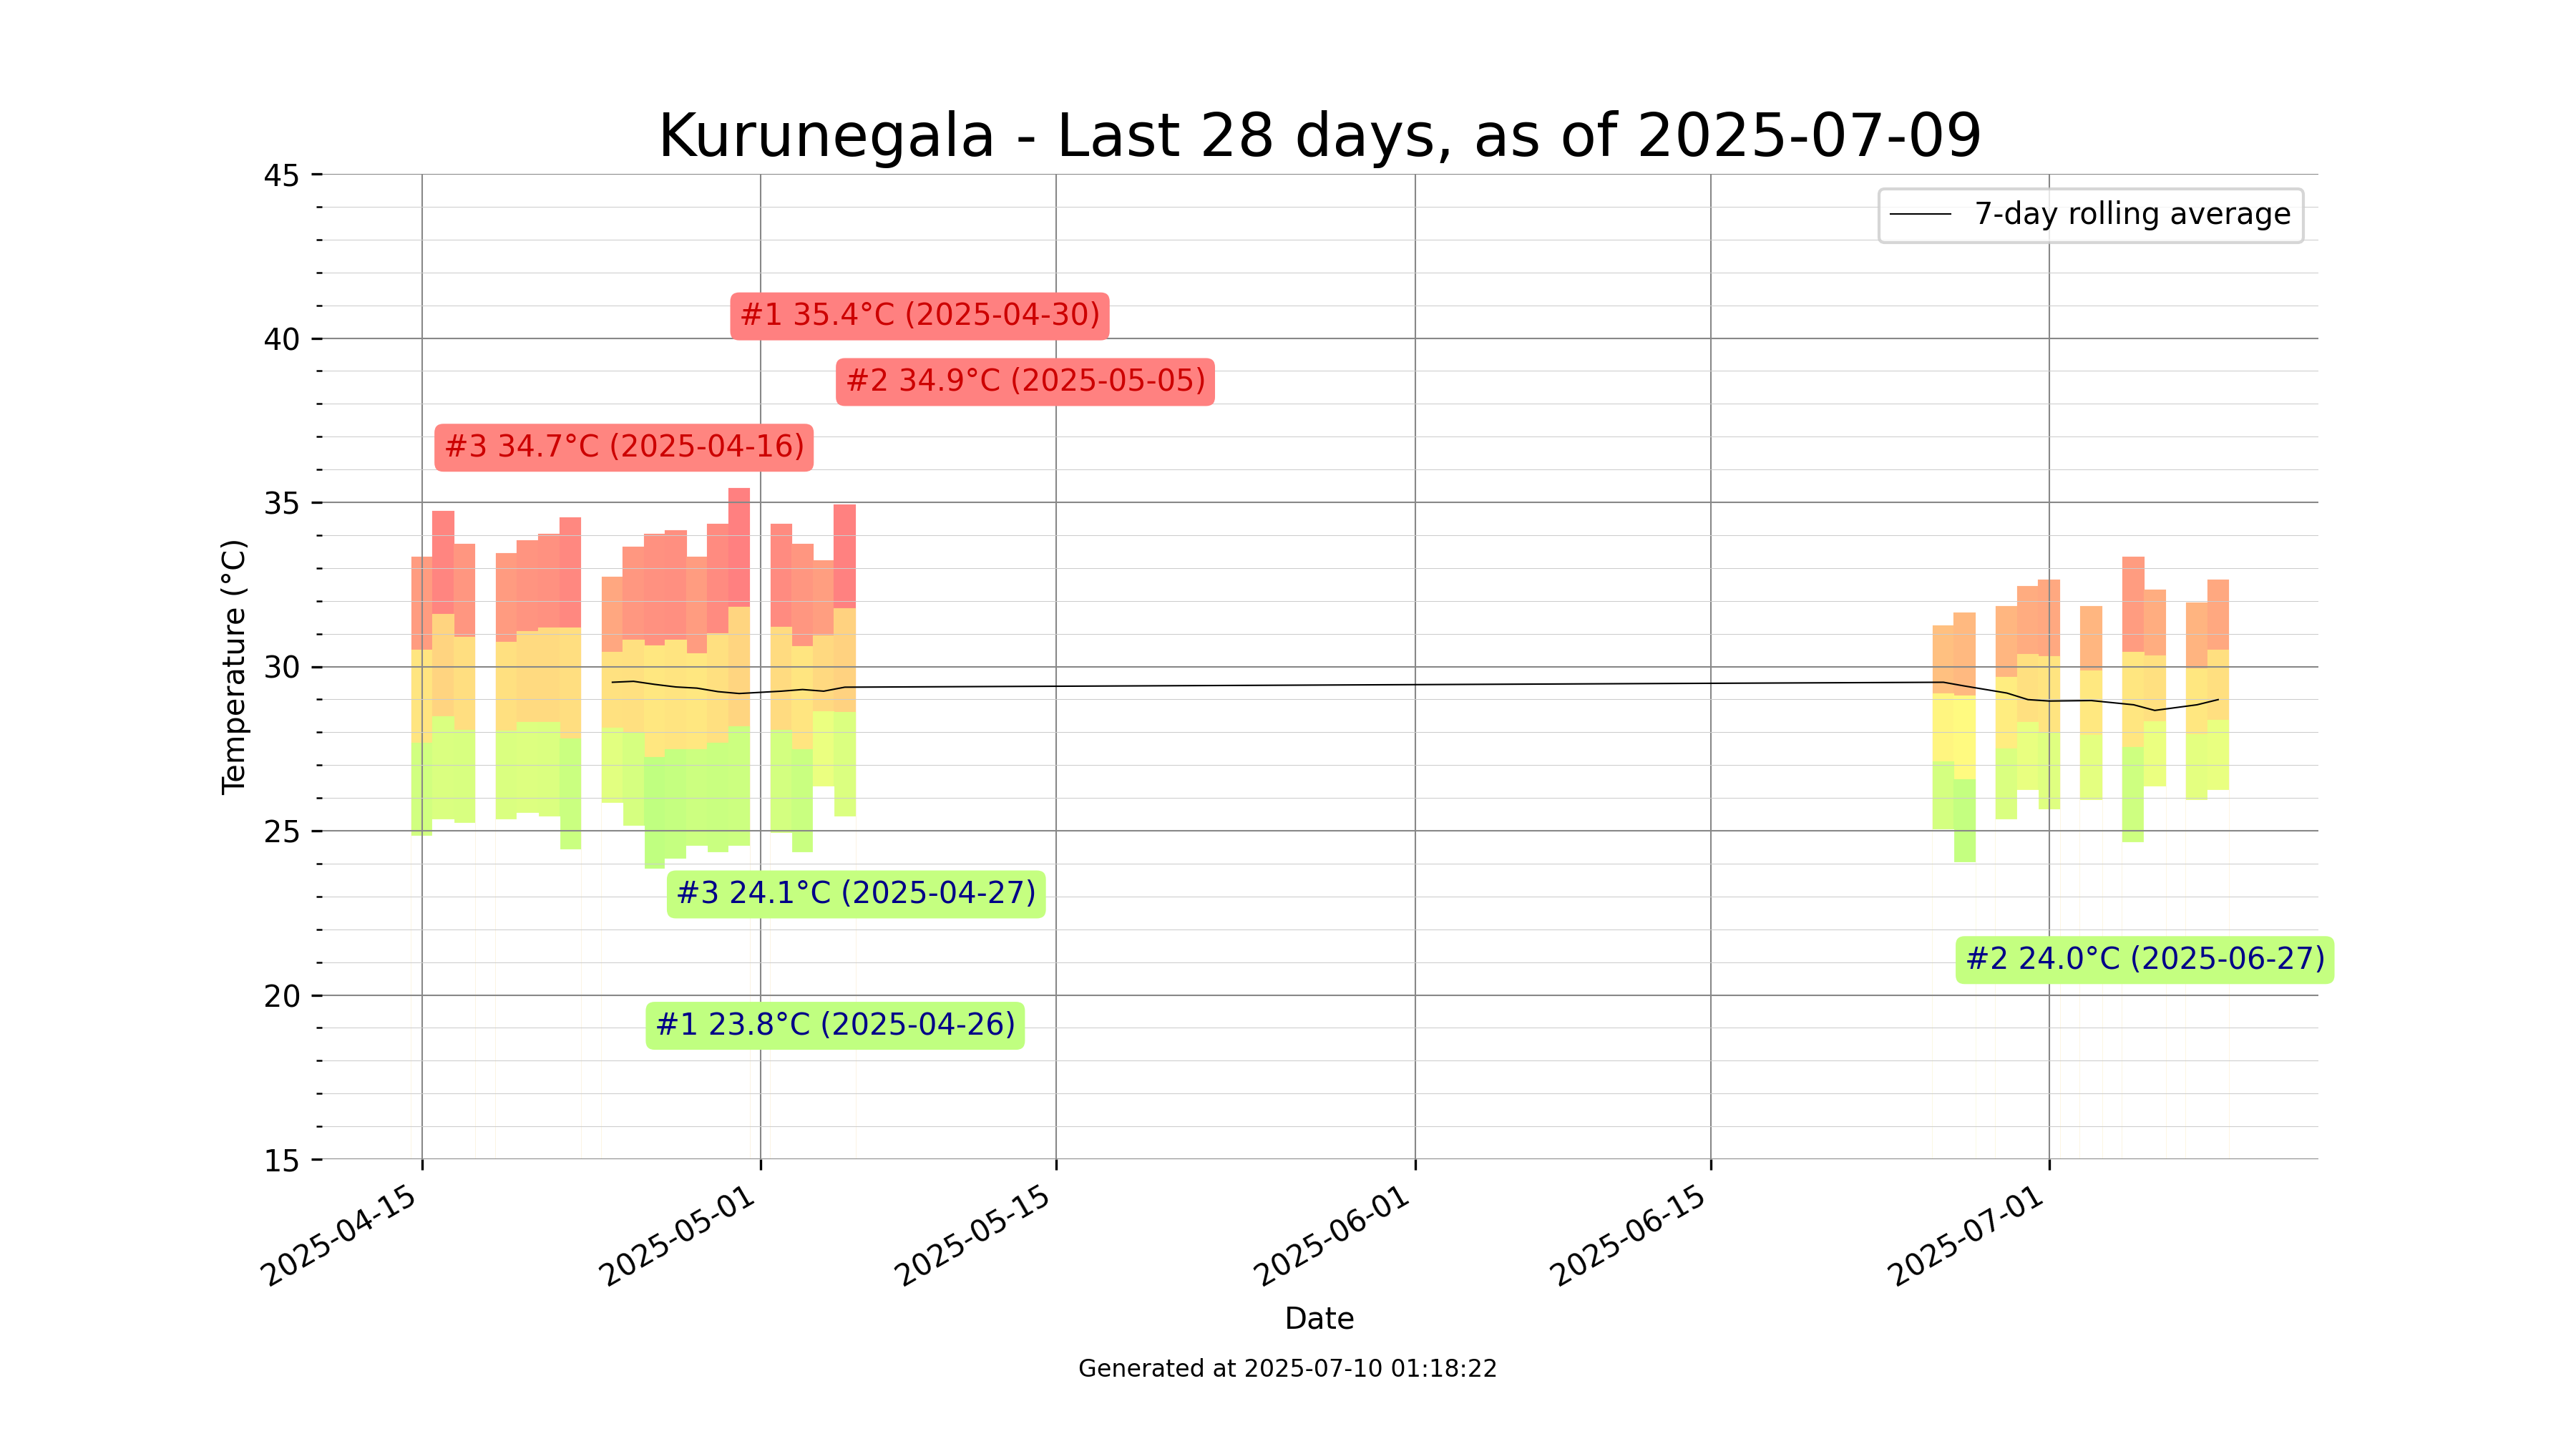 Kurunegala - Last 28 days, as of 2025-07-09
7-day rolling average
45
40
35
30
25
20
15
Temperature (°C)
#1 35.4°C (2025-04-30)
#2 34.9°C (2025-05-05)
#3 34.7°C (2025-04-16)
#3 24.1°C (2025-04-27)
#2 24.0°C (2025-06-27)
#1 23.8°C (2025-04-26)
2025-04-15
2025-05-01
2025-05-15
2025-06-01
2025-06-15
2025-07-01
Date
Generated at 2025-07-10 01:18:22